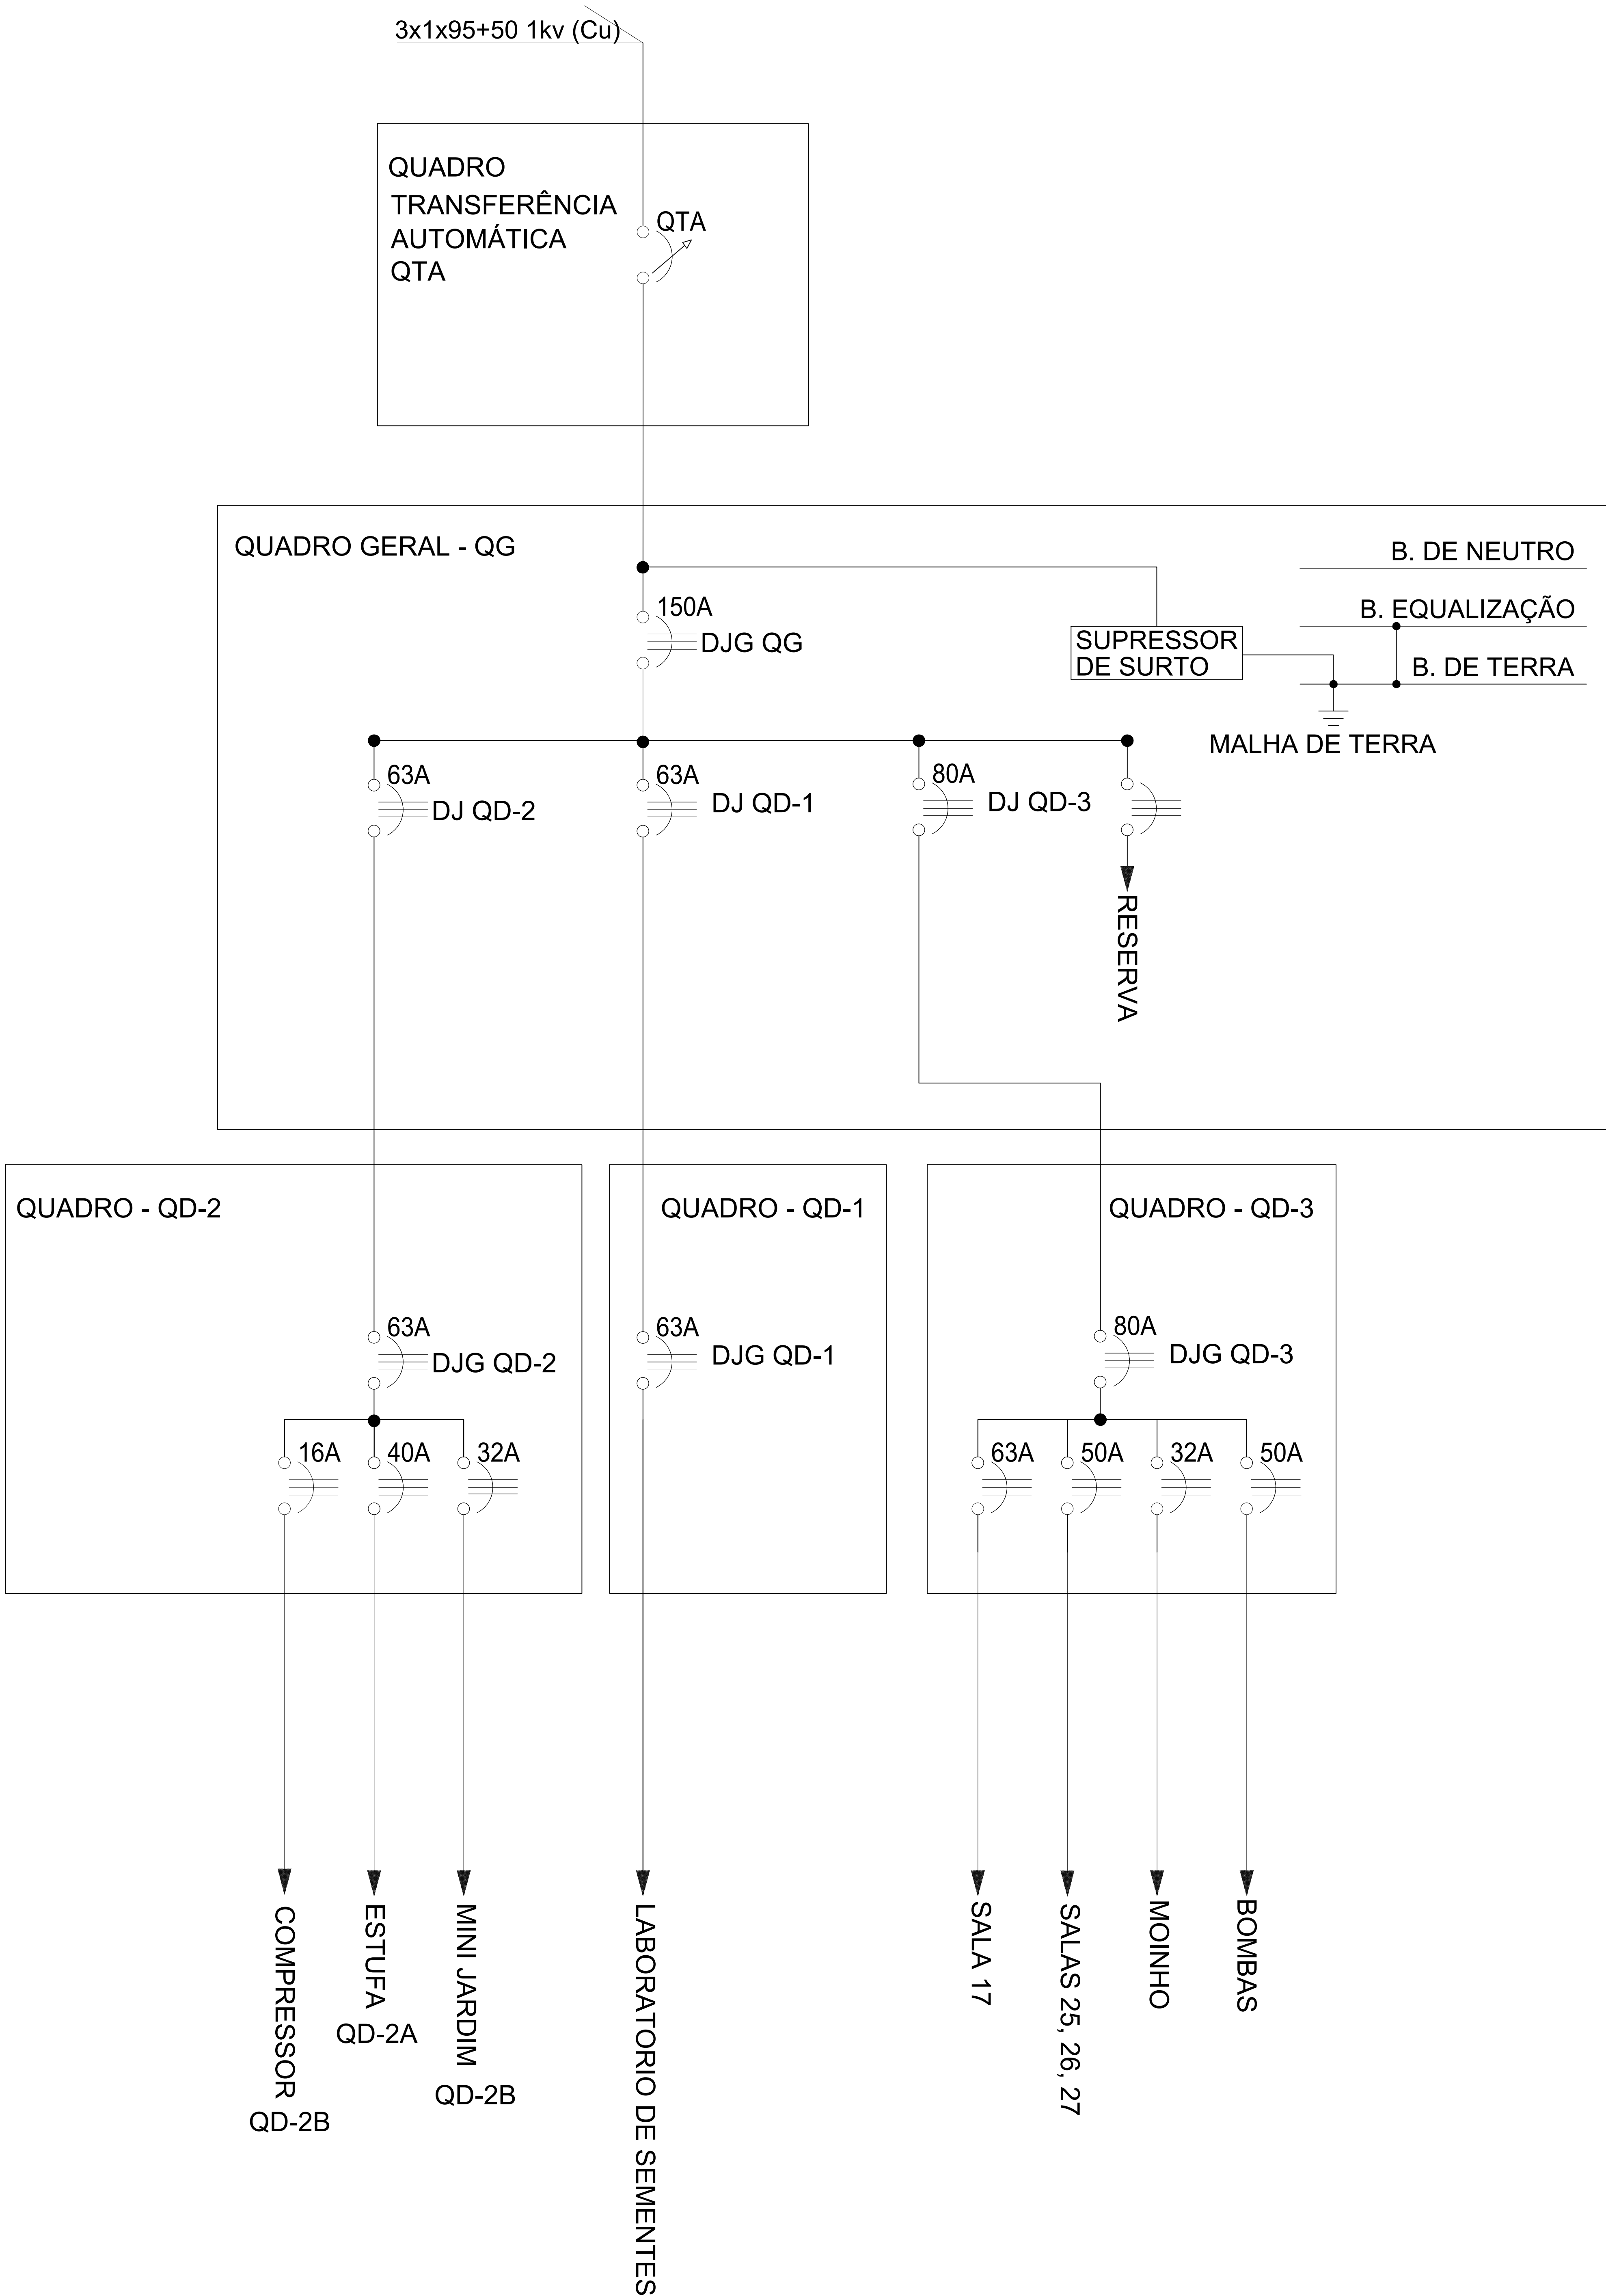 3x1x95+50 1kv (Cu)
QUADRO
TRANSFERÊNCIA
AUTOMÁTICA
QTA
QTA
QUADRO GERAL - QG
B. DE NEUTRO
B. EQUALIZAÇÃO
B. DE TERRA
150A
DJG QG
SUPRESSOR
DE SURTO
MALHA DE TERRA
63A
DJ QD-2
63A
DJ QD-1
80A
DJ QD-3
RESERVA
QUADRO - QD-2
QUADRO - QD-1
QUADRO - QD-3
63A
DJG QD-2
63A
DJG QD-1
80A
DJG QD-3
16A
40A
32A
63A
50A
32A
50A
COMPRESSOR
QD-2B
ESTUFA
QD-2A
MINI JARDIM
QD-2B
LABORATORIO DE SEMENTES
SALA 17
SALAS 25, 26, 27
MOINHO
BOMBAS